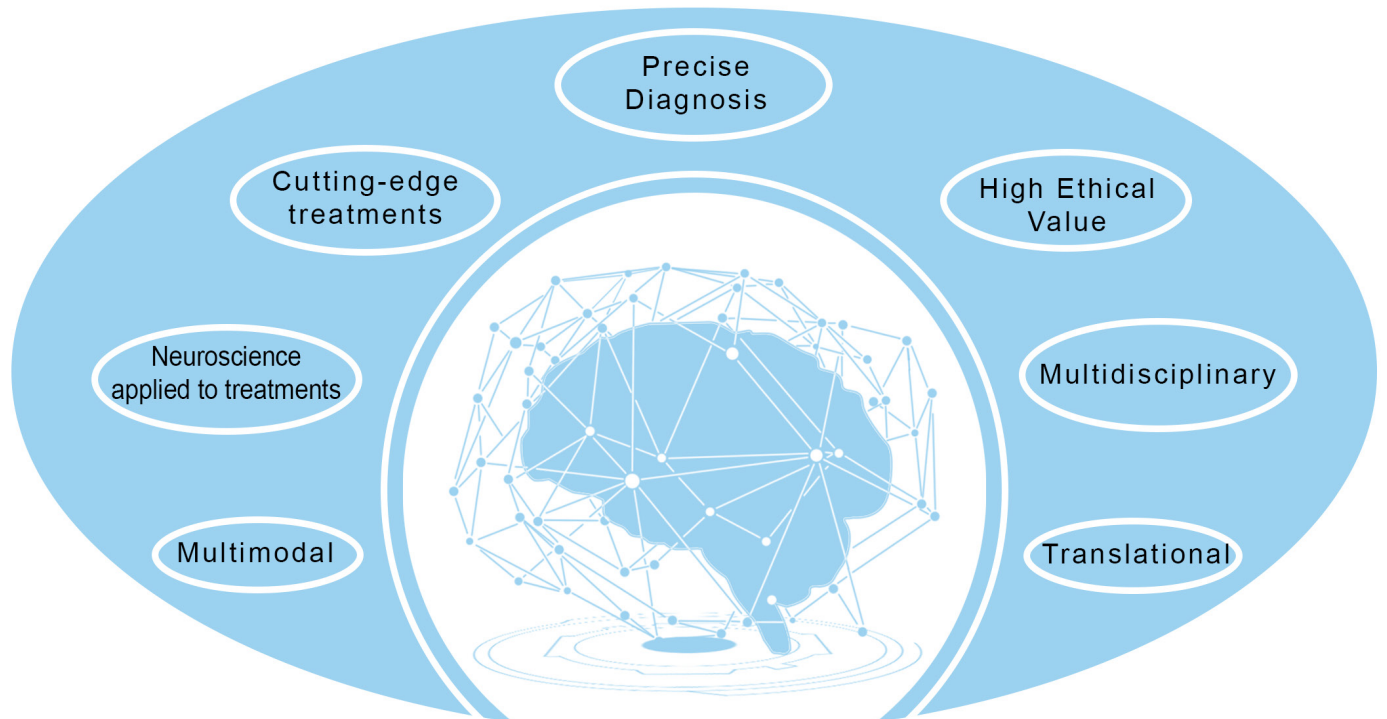 Precise
Diagnosis
Cutting-edge
treatments
High Ethical
Value
Neuroscience
applied to treatments
Multidisciplinary
Multimodal
Translational